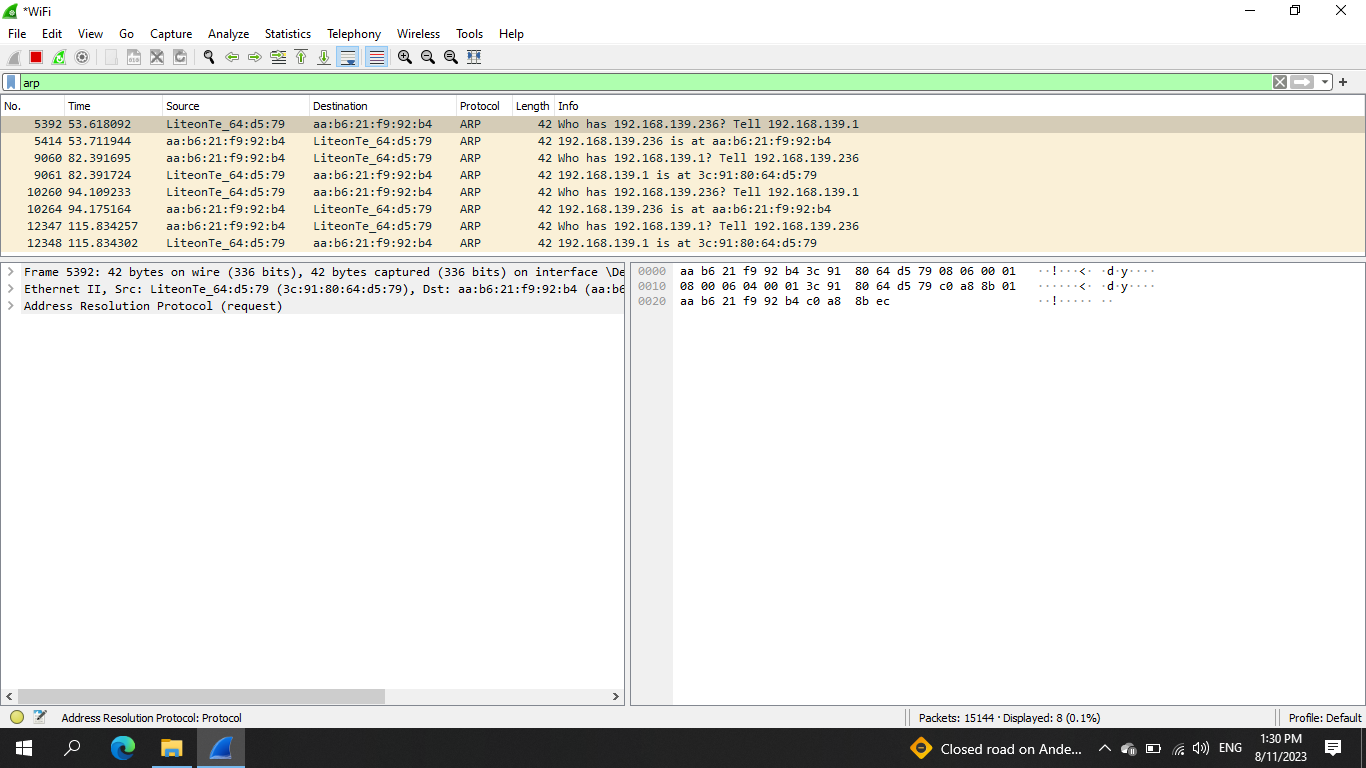 *WiFi
File Edit View Go Capture Analyze Statistics Telephony Wireless Tools Help
arp
No. Time Source Destination Protocol Length Info
5392 53.618092 LiteonTe_64:d5:79 aa:b6:21:f9:92:b4 ARP 42 Who has 192.168.139.236? Tell 192.168.139.1
5414 53.711944 aa:b6:21:f9:92:b4 LiteonTe_64:d5:79 ARP 42 192.168.139.236 is at aa:b6:21:f9:92:b4
9060 82.391695 aa:b6:21:f9:92:b4 LiteonTe_64:d5:79 ARP 42 Who has 192.168.139.1? Tell 192.168.139.236
9061 82.391724 LiteonTe_64:d5:79 aa:b6:21:f9:92:b4 ARP 42 192.168.139.1 is at 3c:91:80:64:d5:79
10260 94.109233 LiteonTe_64:d5:79 aa:b6:21:f9:92:b4 ARP 42 Who has 192.168.139.236? Tell 192.168.139.1
10264 94.175164 aa:b6:21:f9:92:b4 LiteonTe_64:d5:79 ARP 42 192.168.139.236 is at aa:b6:21:f9:92:b4
12347 115.834257 aa:b6:21:f9:92:b4 LiteonTe_64:d5:79 ARP 42 Who has 192.168.139.1? Tell 192.168.139.236
12348 115.834302 LiteonTe_64:d5:79 aa:b6:21:f9:92:b4 ARP 42 192.168.139.1 is at 3c:91:80:64:d5:79
Frame 5392: 42 bytes on wire (336 bits), 42 bytes captured (336 bits) on interface \De
Ethernet II, Src: LiteonTe_64:d5:79 (3c:91:80:64:d5:79), Dst: aa:b6:21:f9:92:b4 (aa:b6
Address Resolution Protocol (request)
0000 aa b6 21 f9 92 b4 3c 91 80 64 d5 79 08 06 00 01 ··!···<· ·d·y····
0010 08 00 06 04 00 01 3c 91 80 64 d5 79 c0 a8 8b 01 ······<· ·d·y····
0020 aa b6 21 f9 92 b4 c0 a8 8b ec ··!····· ··
Address Resolution Protocol: Protocol
Packets: 15144 · Displayed: 8 (0.1%)
Profile: Default
Closed road on Ande...
ENG
1:30 PM
8/11/2023